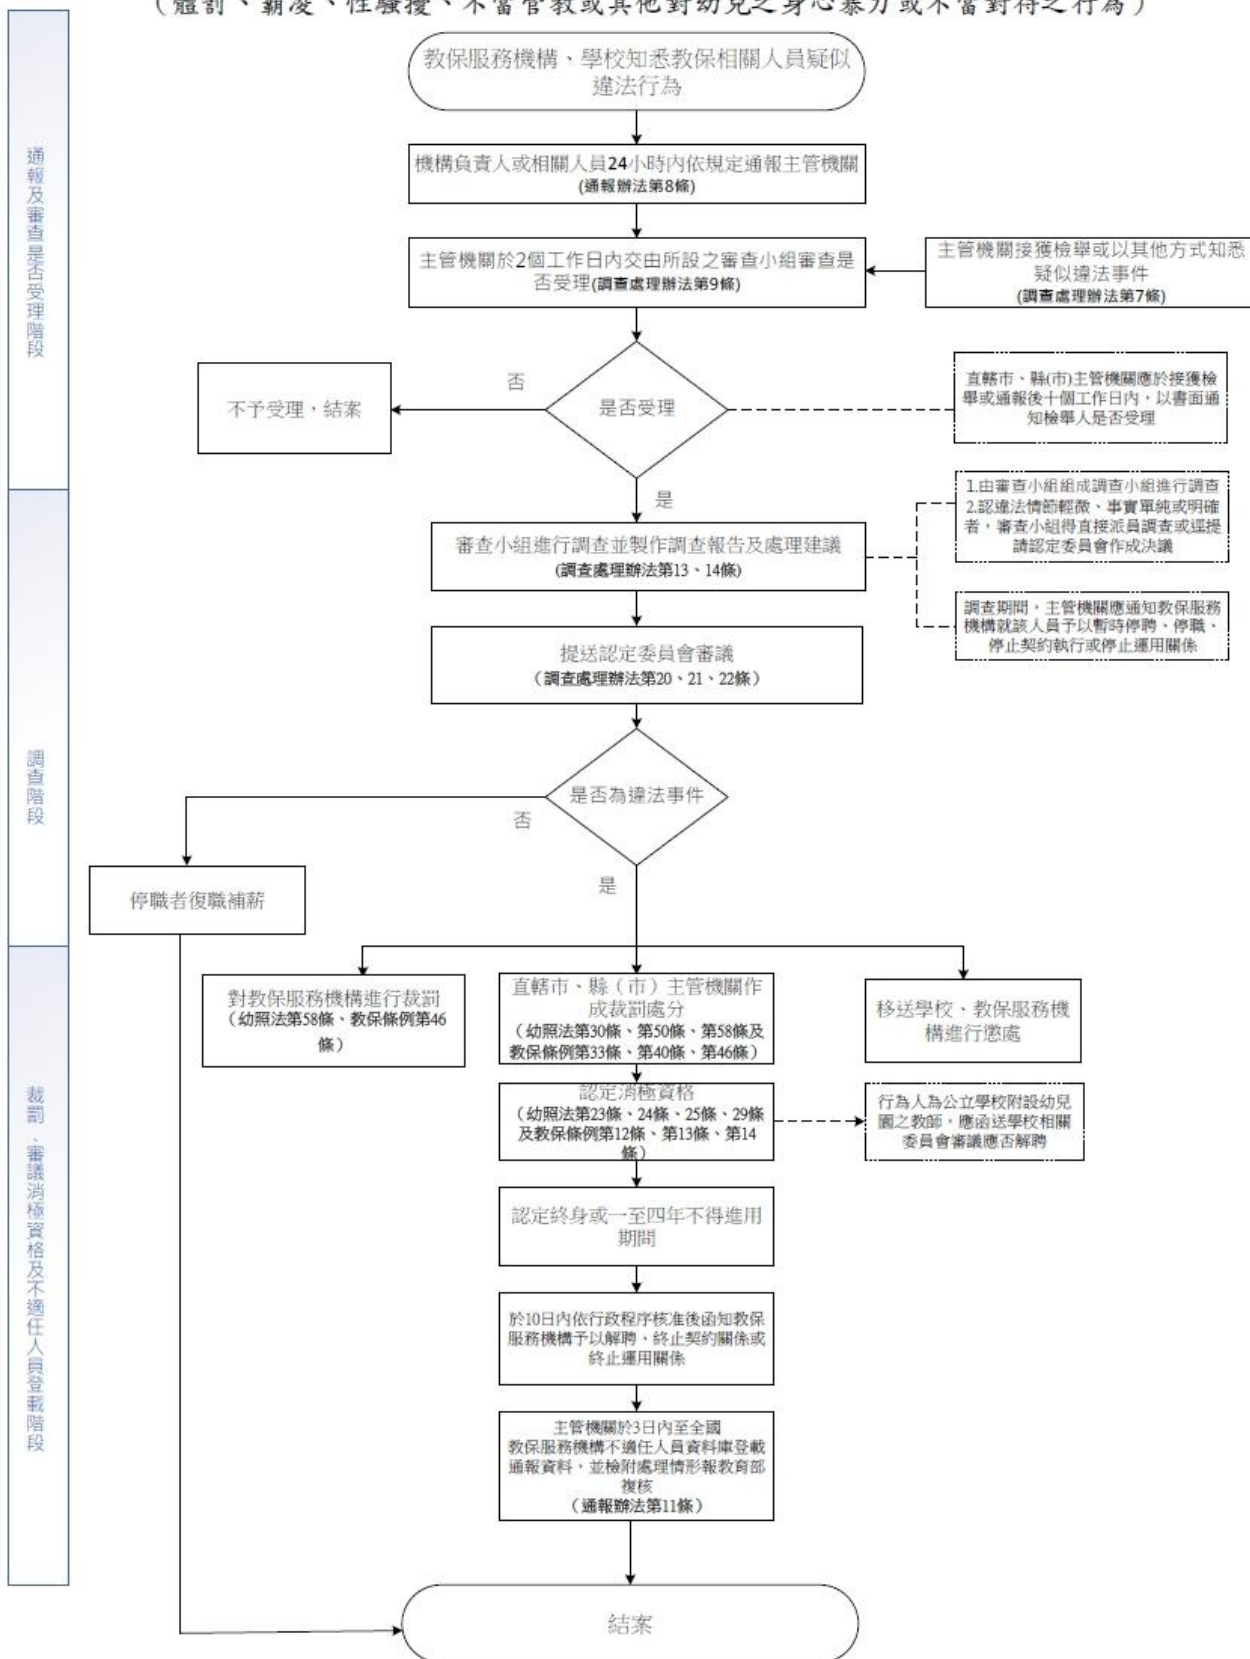 （體罰、霸凌、性騷擾、不當管教或其他對幼兒之身心暴力或不當對待之行為）
通報及審查是否受理階段
教保服務機構、學校知悉教保相關人員疑似
違法行為
機構負責人或相關人員24小時內依規定通報主管機關
(通報辦法第8條)
主管機關於2個工作日內交由所設之審查小組審查是
否受理(調查處理辦法第9條)
主管機關接獲檢舉或以其他方式知悉
疑似違法事件
(調查處理辦法第7條)
是否受理
否
不予受理，結案
直轄市、縣(市)主管機關應於接獲檢
舉或通報後十個工作日內，以書面通
知檢舉人是否受理
是
調查階段
審查小組進行調查並製作調查報告及處理建議
(調查處理辦法第13、14條)
1.由審查小組組成調查小組進行調查
2.認違法情節輕微、事實單純或明確
者，審查小組得直接派員調查或逕提
請認定委員會作成決議
調查期間，主管機關應通知教保服務
機構就該人員予以暫時停聘、停職、
停止契約執行或停止運用關係
提送認定委員會審議
（調查處理辦法第20、21、22條）
是否為違法事件
否
停職者復職補薪
是
裁罰、審議消極資格及不適任人員登載階段
對教保服務機構進行裁罰
（幼照法第58條、教保條例第46
條）
直轄市、縣（市）主管機關作
成裁罰處分
（幼照法第30條、第50條、第58條及
教保條例第33條、第40條、第46條）
移送學校、教保服務機
構進行懲處
認定消極資格
（幼照法第23條、24條、25條、29條
及教保條例第12條、第13條、第14
條）
行為人為公立學校附設幼兒
園之教師，應函送學校相關
委員會審議應否解聘
認定終身或一至四年不得進用
期間
於10日內依行政程序核准後函知教保
服務機構予以解聘、終止契約關係或
終止運用關係
主管機關於3日內至全國
教保服務機構不適任人員資料庫登載
通報資料，並檢附處理情形報教育部
複核
（通報辦法第11條）
結案